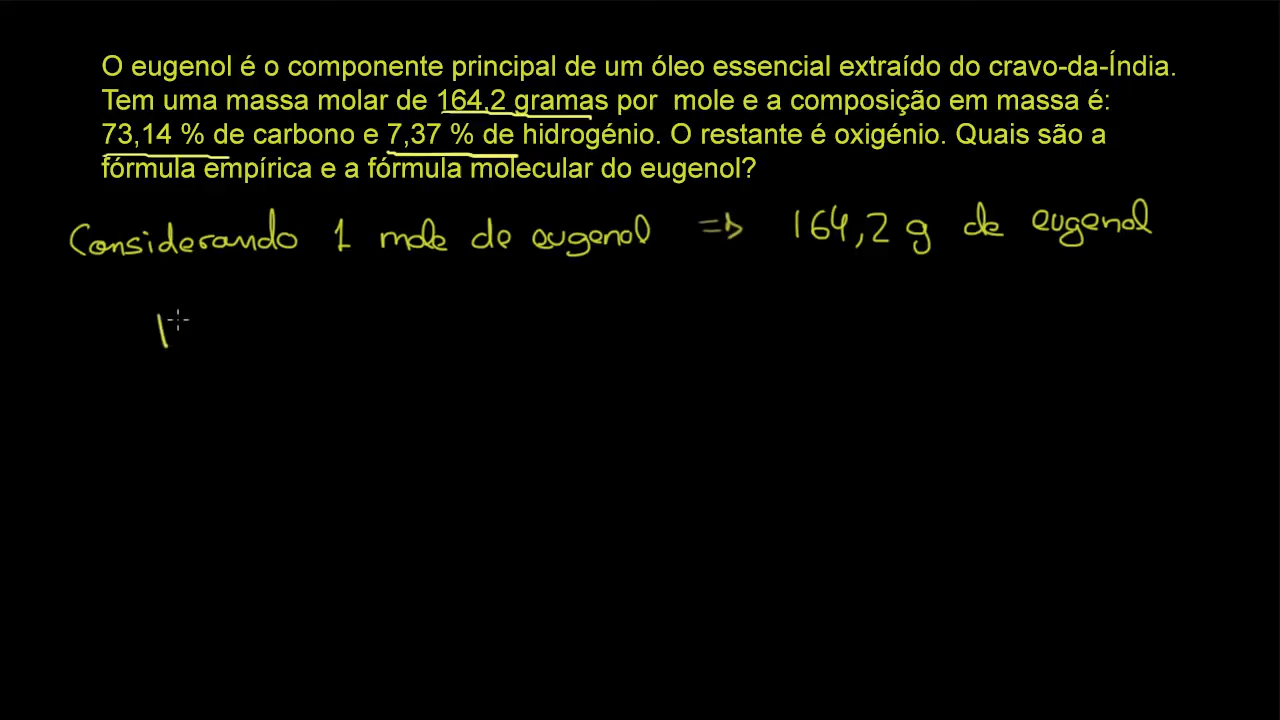 O eugenol é o componente principal de um óleo essencial extraído do cravo-da-Índia.
Tem uma massa molar de 164,2 gramas por mole e a composição em massa é:
73,14 % de carbono e 7,37 % de hidrogénio. O restante é oxigénio. Quais são a
fórmula empírica e a fórmula molecular do eugenol?
Considerando 1 mole de eugenol => 164,2 g de eugenol